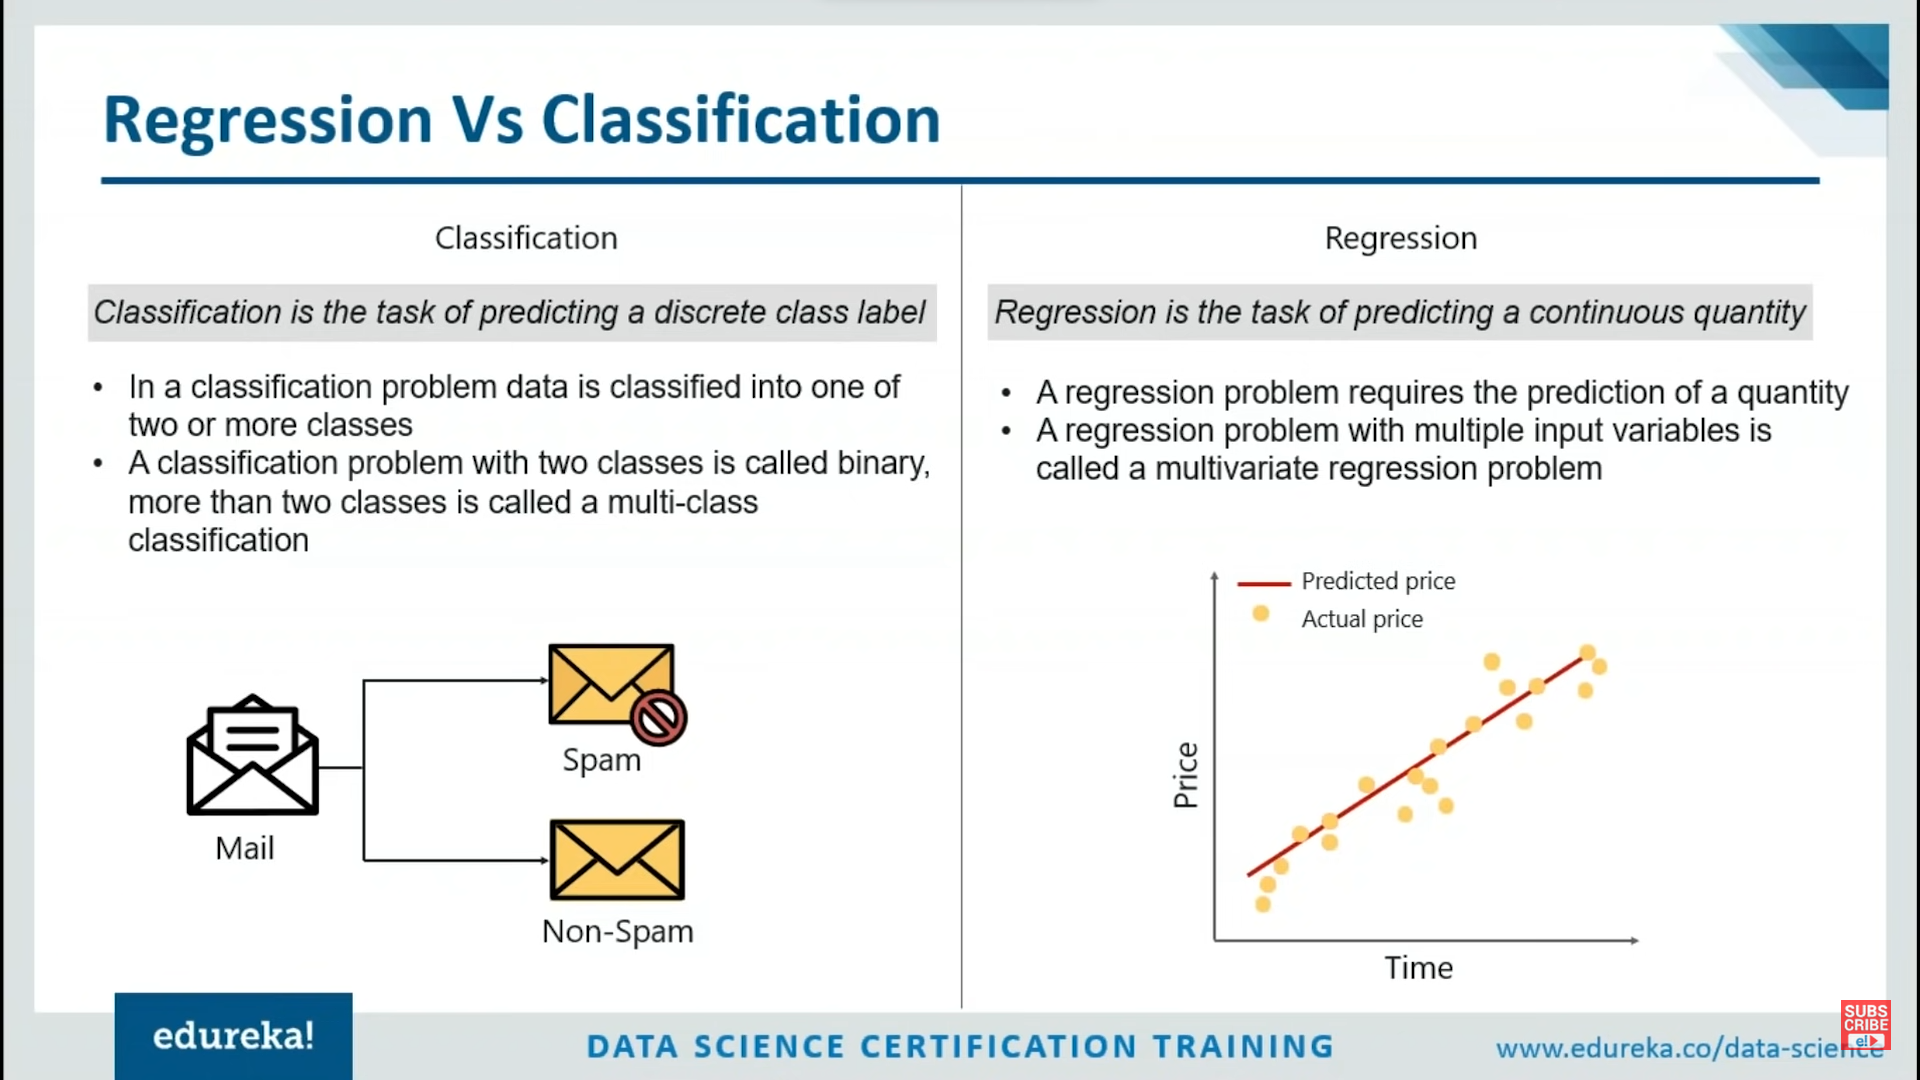 Regression Vs Classification
Classification
Classification is the task of predicting a discrete class label
• In a classification problem data is classified into one of
two or more classes
• A classification problem with two classes is called binary,
more than two classes is called a multi-class
classification
Mail
Spam
Non-Spam
Regression
Regression is the task of predicting a continuous quantity
• A regression problem requires the prediction of a quantity
• A regression problem with multiple input variables is
called a multivariate regression problem
Predicted price
Actual price
Price
Time
edureka!
DATA SCIENCE CERTIFICATION TRAINING
www.edureka.co/data-science
SUBS
CRIBE
e!